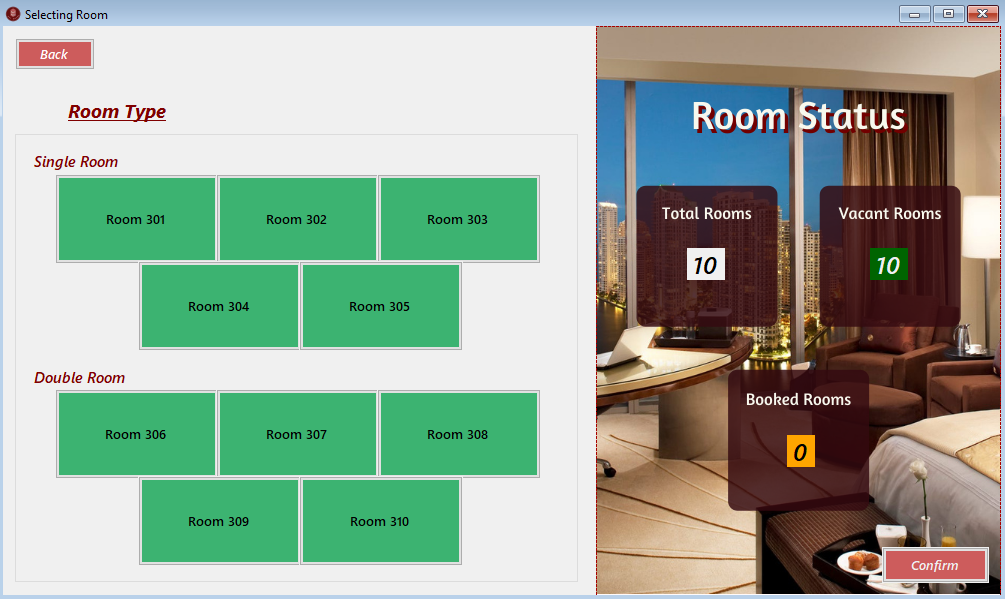 Selecting Room
Back
Room Type
Single Room
Room 301
Room 302
Room 303
Room 304
Room 305
Double Room
Room 306
Room 307
Room 308
Room 309
Room 310
Room Status
Total Rooms
10
Vacant Rooms
10
Booked Rooms
0
Confirm